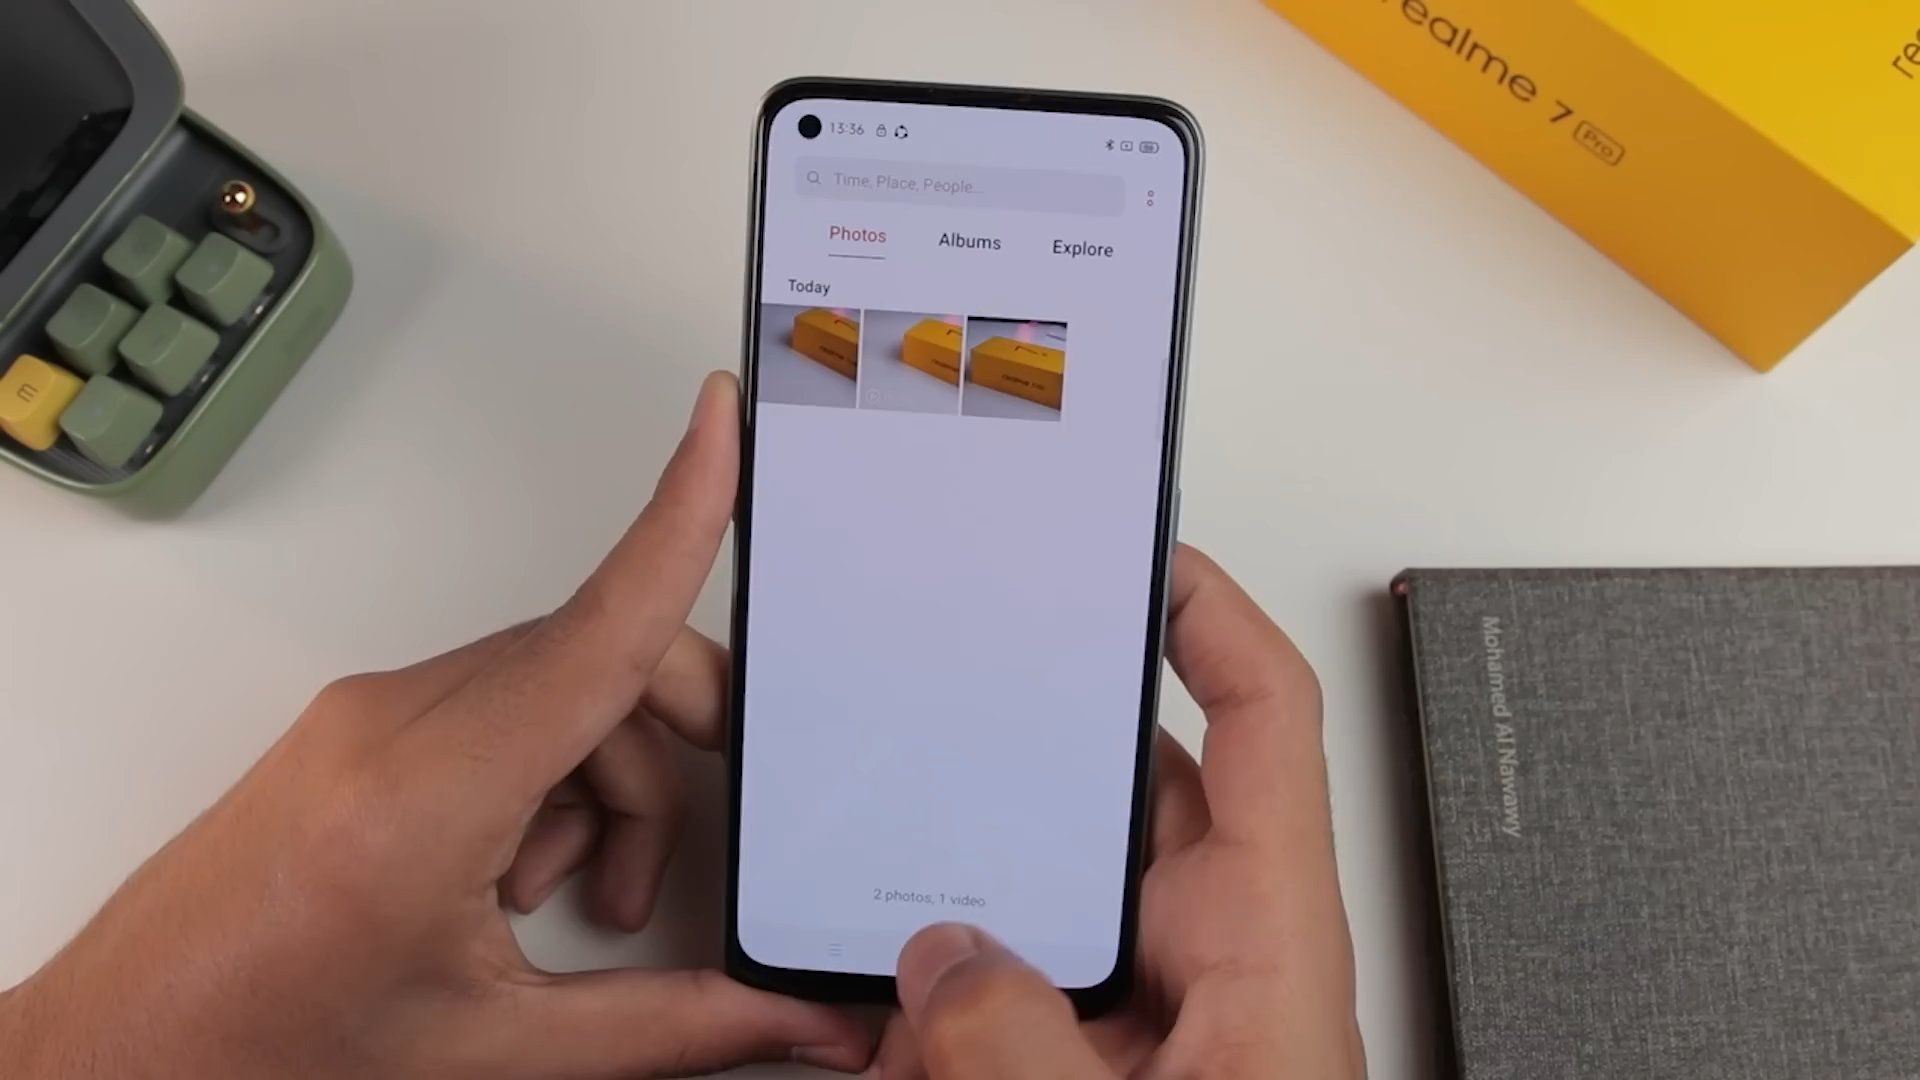 realme 7 Pro
13:36
Time, Place, People...
Photos
Albums
Explore
Today
2 photos, 1 video
Mohamed Al Nawawy